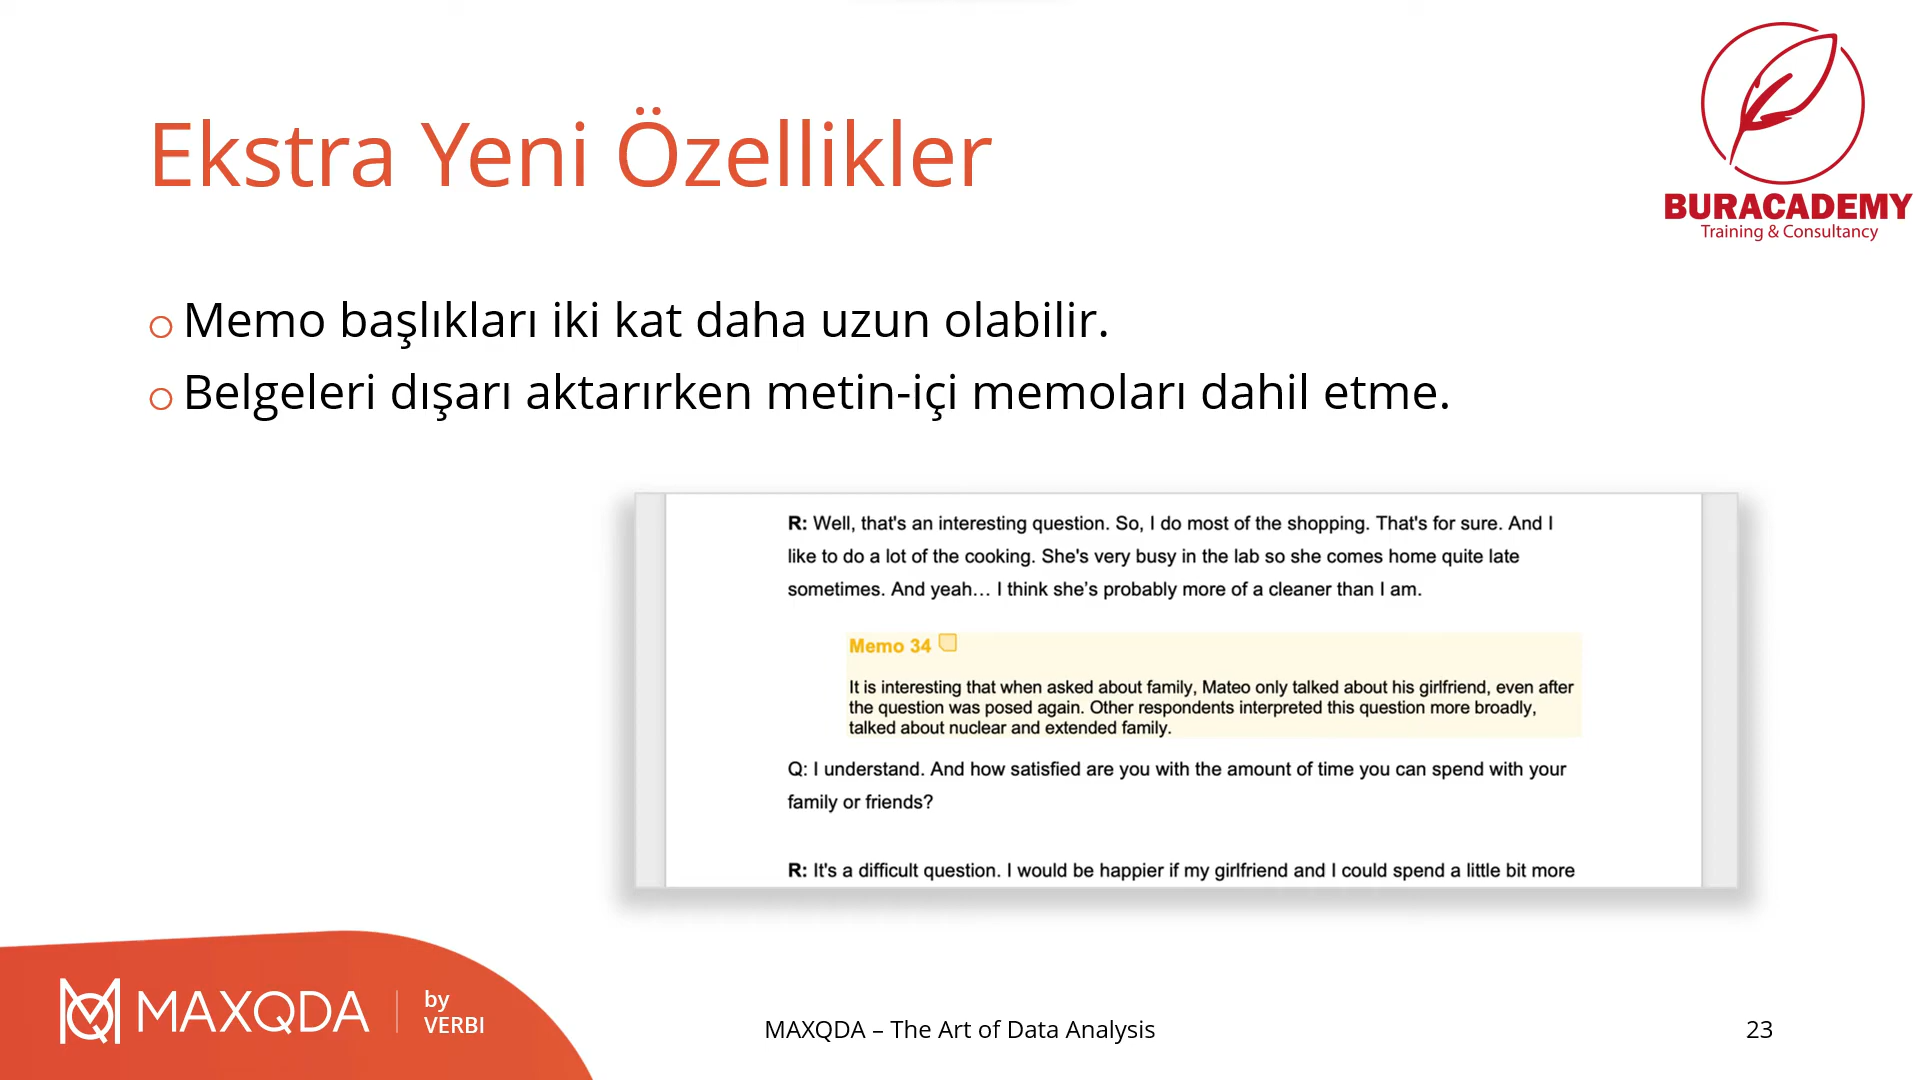 BURACADEMY
Training & Consultancy
Ekstra Yeni Özellikler
Memo başlıkları iki kat daha uzun olabilir.
Belgeleri dışarı aktarırken metin-içi memoları dahil etme.
R: Well, that's an interesting question. So, I do most of the shopping. That's for sure. And I
like to do a lot of the cooking. She's very busy in the lab so she comes home quite late
sometimes. And yeah… I think she’s probably more of a cleaner than I am.
Memo 34
It is interesting that when asked about family, Mateo only talked about his girlfriend, even after
the question was posed again. Other respondents interpreted this question more broadly,
talked about nuclear and extended family.
Q: I understand. And how satisfied are you with the amount of time you can spend with your
family or friends?
R: It's a difficult question. I would be happier if my girlfriend and I could spend a little bit more
MAXQDA
by
VERBI
MAXQDA – The Art of Data Analysis
23